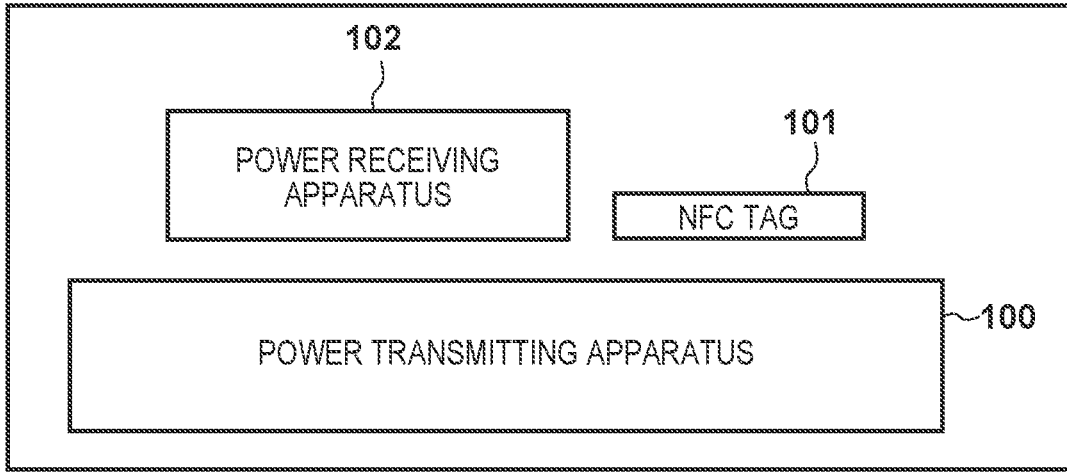 102
POWER RECEIVING
APPARATUS
101
NFC TAG
100
POWER TRANSMITTING APPARATUS